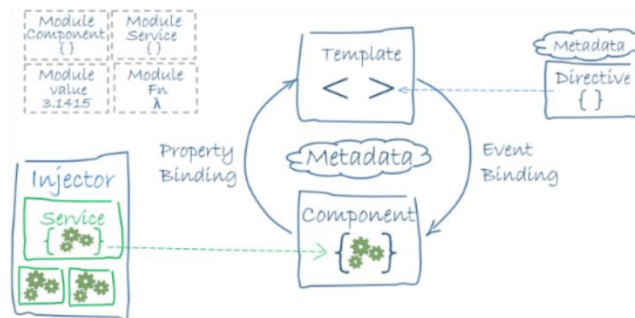 Module
Component
{ }
Module
Service
{ }
Module
value
3.1415
Module
Fn
λ
Template
< >
Metadata
Directive
{ }
Property
Binding
Metadata
Event
Binding
Injector
Service
{ }
Component
{ }